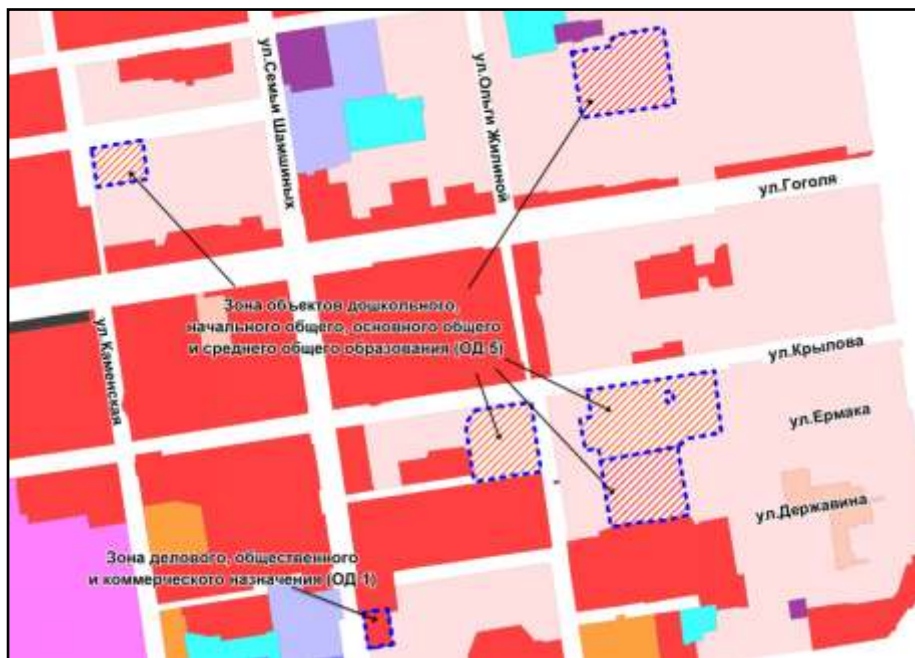 ул.Семьи Шамшиных
ул.Ольги Жилиной
ул.Гоголя
Зона объектов дошкольного,
начального общего, основного общего
и среднего общего образования (ОД-5)
ул.Каменская
ул.Крылова
ул.Ермака
ул.Державина
Зона делового, общественного
и коммерческого назначения (ОД-1)